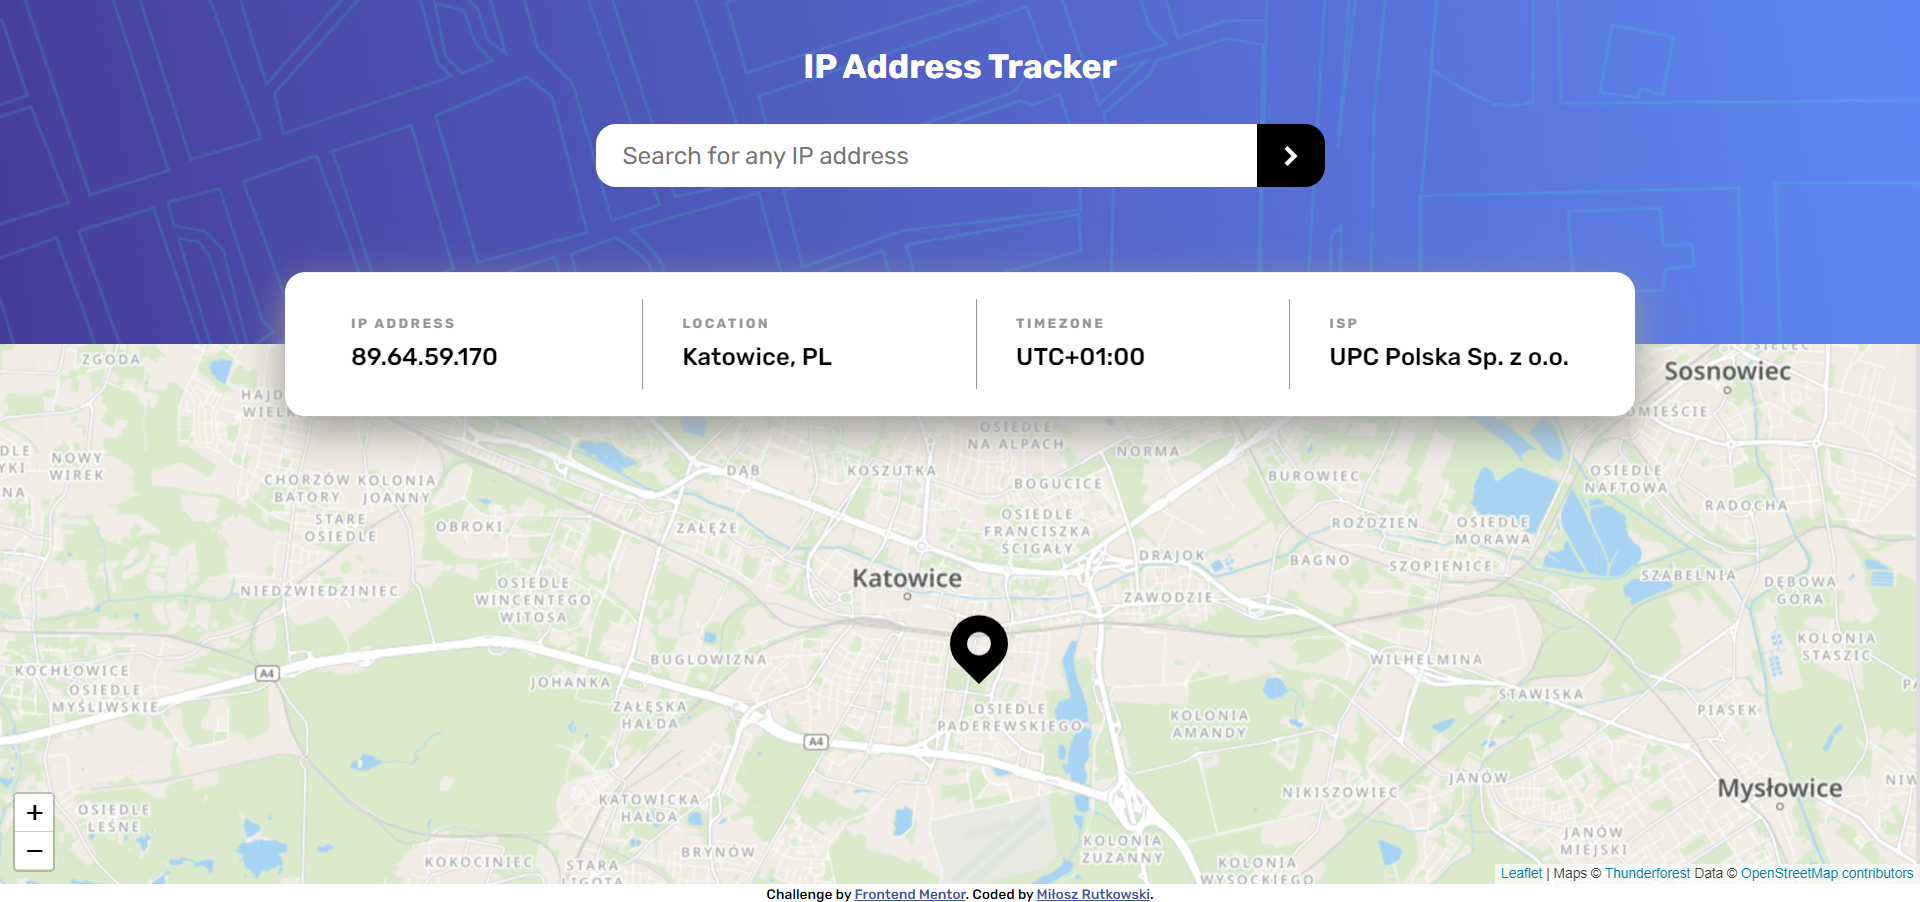 IP Address Tracker
Search for any IP address
IP ADDRESS
89.64.59.170
LOCATION
Katowice, PL
TIMEZONE
UTC+01:00
ISP
UPC Polska Sp. z o.o.
ZGODA
Sosnowiec
NOWY
WIREK
CHORZÓW
BATORY
KOLONIA
JOANNY
STARE
OSIEDLE
OBROKI
DĄB
ZAŁĘŻE
KOSZUTKA
OSIEDLE
NA ALPACH
NORMA
BOGUCICE
OSIEDLE
FRANCISZKA
ŚCIGAŁY
BUROWIEC
ROŹDZIEŃ
OSIEDLE
MORAWA
OSIEDLE
NAFTOWA
RADOCHA
DRAJOK
BAGNO
SZOPIENICE
SZABELNIA
DĘBOWA
GÓRA
NIEDŹWIEDZINIEC
OSIEDLE
WINCENTEGO
WITOSA
Katowice
ZAWODZIE
KOLONIA
STASZIC
KOCHŁOWICE
OSIEDLE
MYŚLIWSKIE
A4
JOHANKA
BUGLOWIZNA
ZAŁĘSKA
HAŁDA
A4
OSIEDLE
PADEREWSKIEGO
KOLONIA
AMANDY
WILHELMINA
STAWISKA
PIASEK
JANÓW
Mysłowice
NIKISZOWIEC
KATOWICKA
HAŁDA
OSIEDLE
LEŚNE
KOKOCINIEC
STARA
LIGOTA
BRYNÓW
KOLONIA
ZUZANNY
KOLONIA
WYSOCKIEGO
JANÓW
MIEJSKI
+
−
Leaflet | Maps © Thunderforest Data © OpenStreetMap contributors
Challenge by Frontend Mentor. Coded by Miłosz Rutkowski.